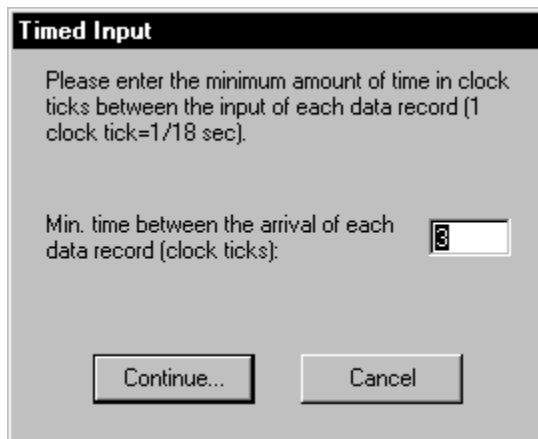 Timed Input
Please enter the minimum amount of time in clock
ticks between the input of each data record (1
clock tick=1/18 sec).
Min. time between the arrival of each
data record (clock ticks):
3
Continue...
Cancel